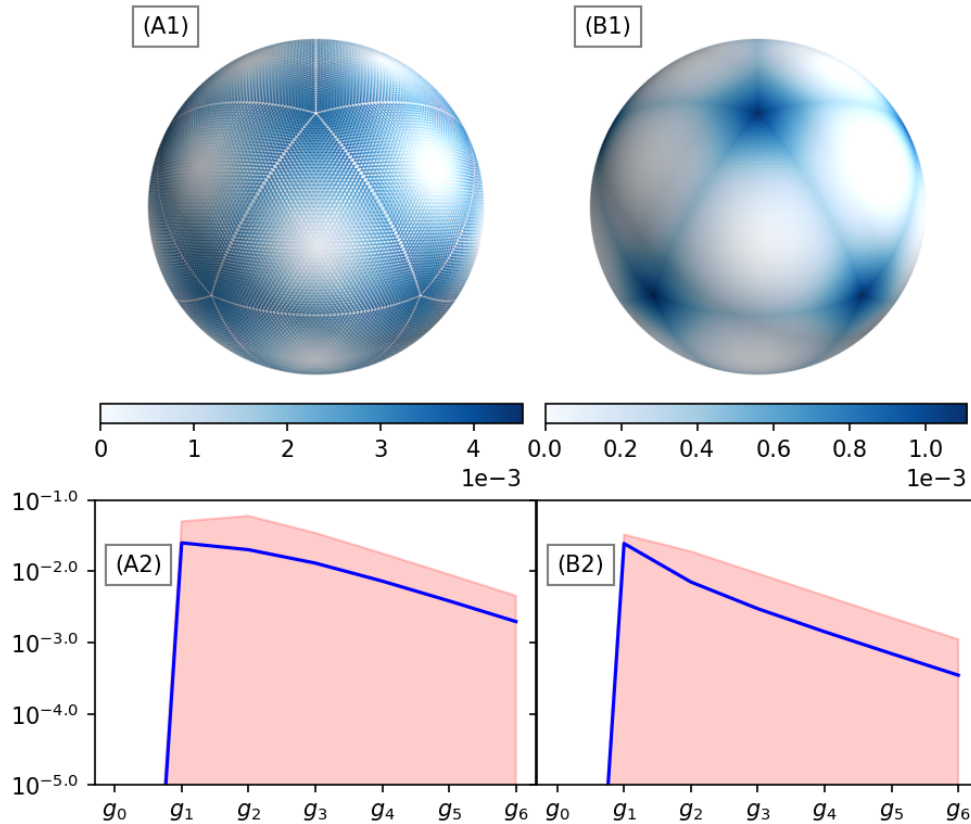 (A1) (B1)
0 1 2 3 4 0.0 0.2 0.4 0.6 0.8 1.0
1e−3 1e−3
10^−1.0
(A2) (B2)
10^−2.0
10^−3.0
10^−4.0
10^−5.0
g₀ g₁ g₂ g₃ g₄ g₅ g₆ g₀ g₁ g₂ g₃ g₄ g₅ g₆